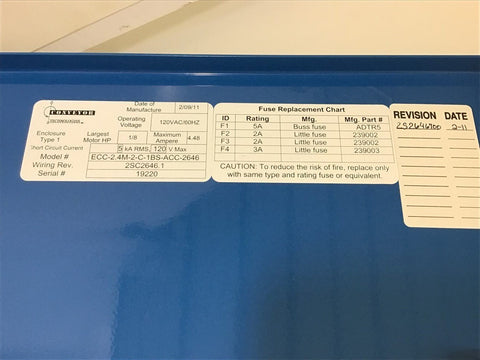 CONVEYOR
TECHNOLOGIES
Date of Manufacture 2/09/11
Operating Voltage 120VAC/60HZ
Enclosure Type 1 Largest Motor HP 1/8 Maximum Ampere 4.48
Short Circuit Current 5 kA RMS, 120 V Max
Model # ECC-2.4M-2-C-1BS-ACC-2646
Wiring Rev. 2SC2646.1
Serial # 19220
Fuse Replacement Chart
ID Rating Mfg. Mfg. Part #
F1 5A Buss fuse ADTR5
F2 2A Little fuse 239002
F3 2A Little fuse 239002
F4 3A Little fuse 239003
CAUTION: To reduce the risk of fire, replace only
with same type and rating fuse or equivalent.
REVISION DATE
2-11